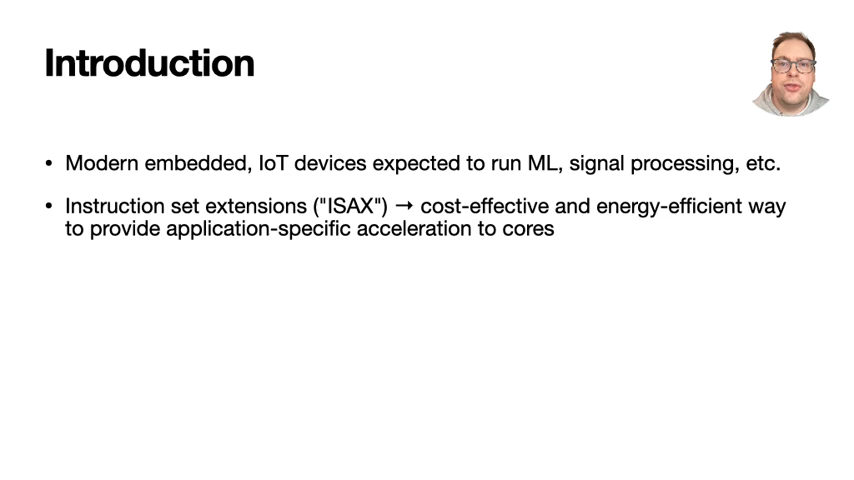 Introduction
• Modern embedded, IoT devices expected to run ML, signal processing, etc.
• Instruction set extensions ("ISAX") → cost-effective and energy-efficient way
to provide application-specific acceleration to cores